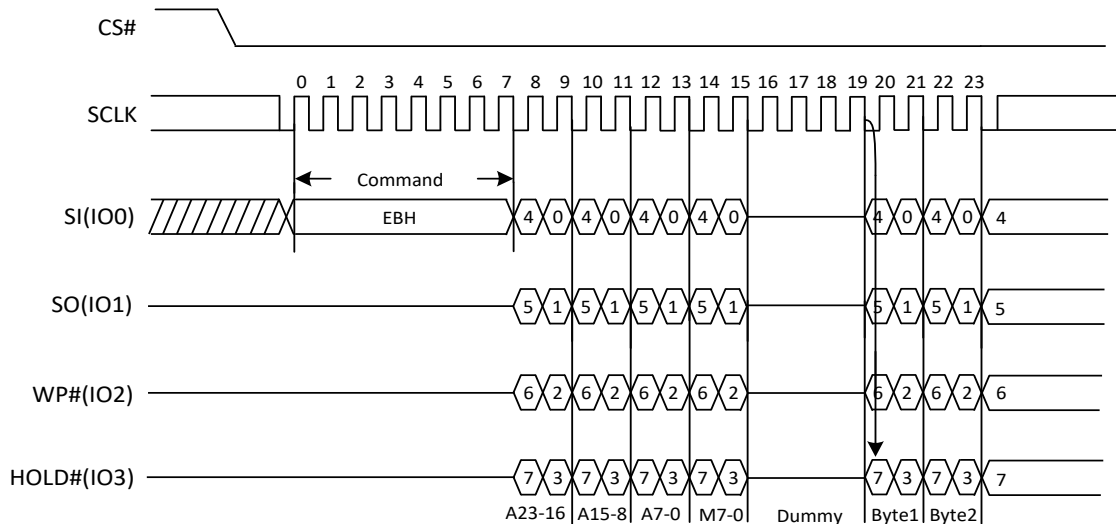 CS#
0 1 2 3 4 5 6 7 8 9 10 11 12 13 14 15 16 17 18 19 20 21 22 23
SCLK
Command
SI(IO0) EBH 4 0 4 0 4 0 4 0 4 0 4 0 4
SO(IO1) 5 1 5 1 5 1 5 1 5 1 5 1 5
WP#(IO2) 6 2 6 2 6 2 6 2 6 2 6 2 6
HOLD#(IO3) 7 3 7 3 7 3 7 3 7 3 7 3 7
A23-16 A15-8 A7-0 M7-0 Dummy Byte1 Byte2